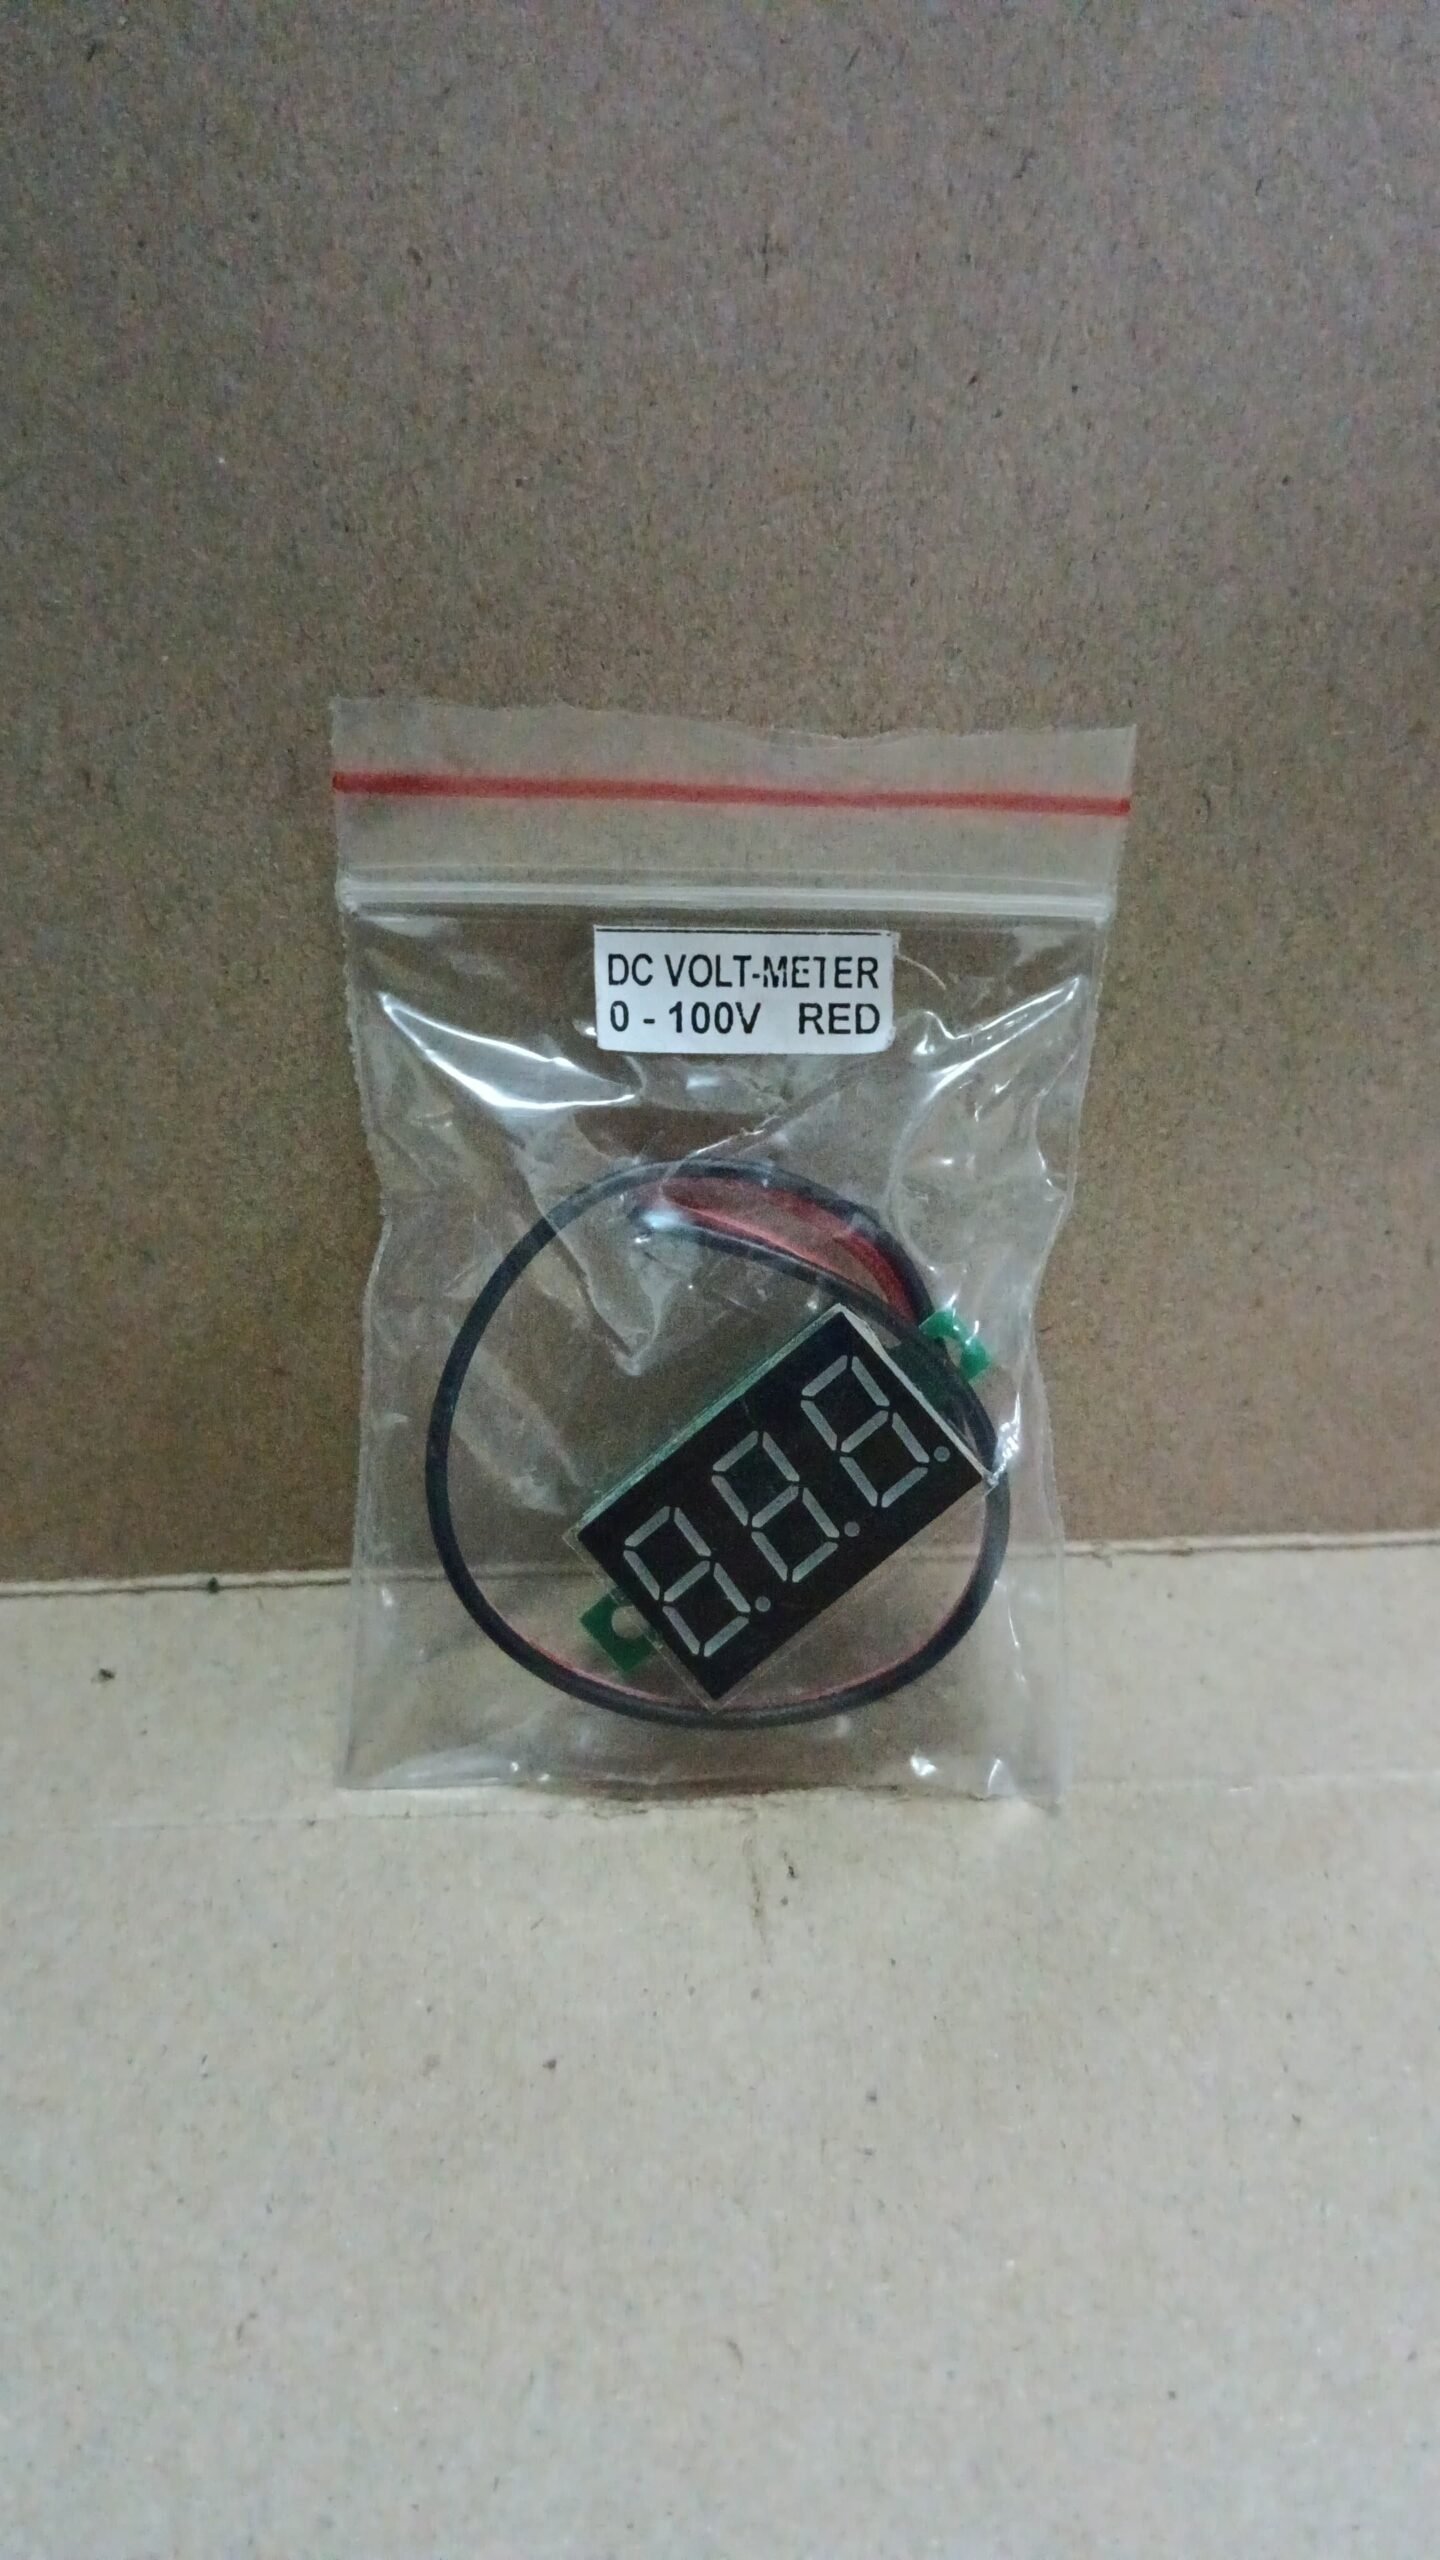 DC VOLT-METER
0 - 100V RED